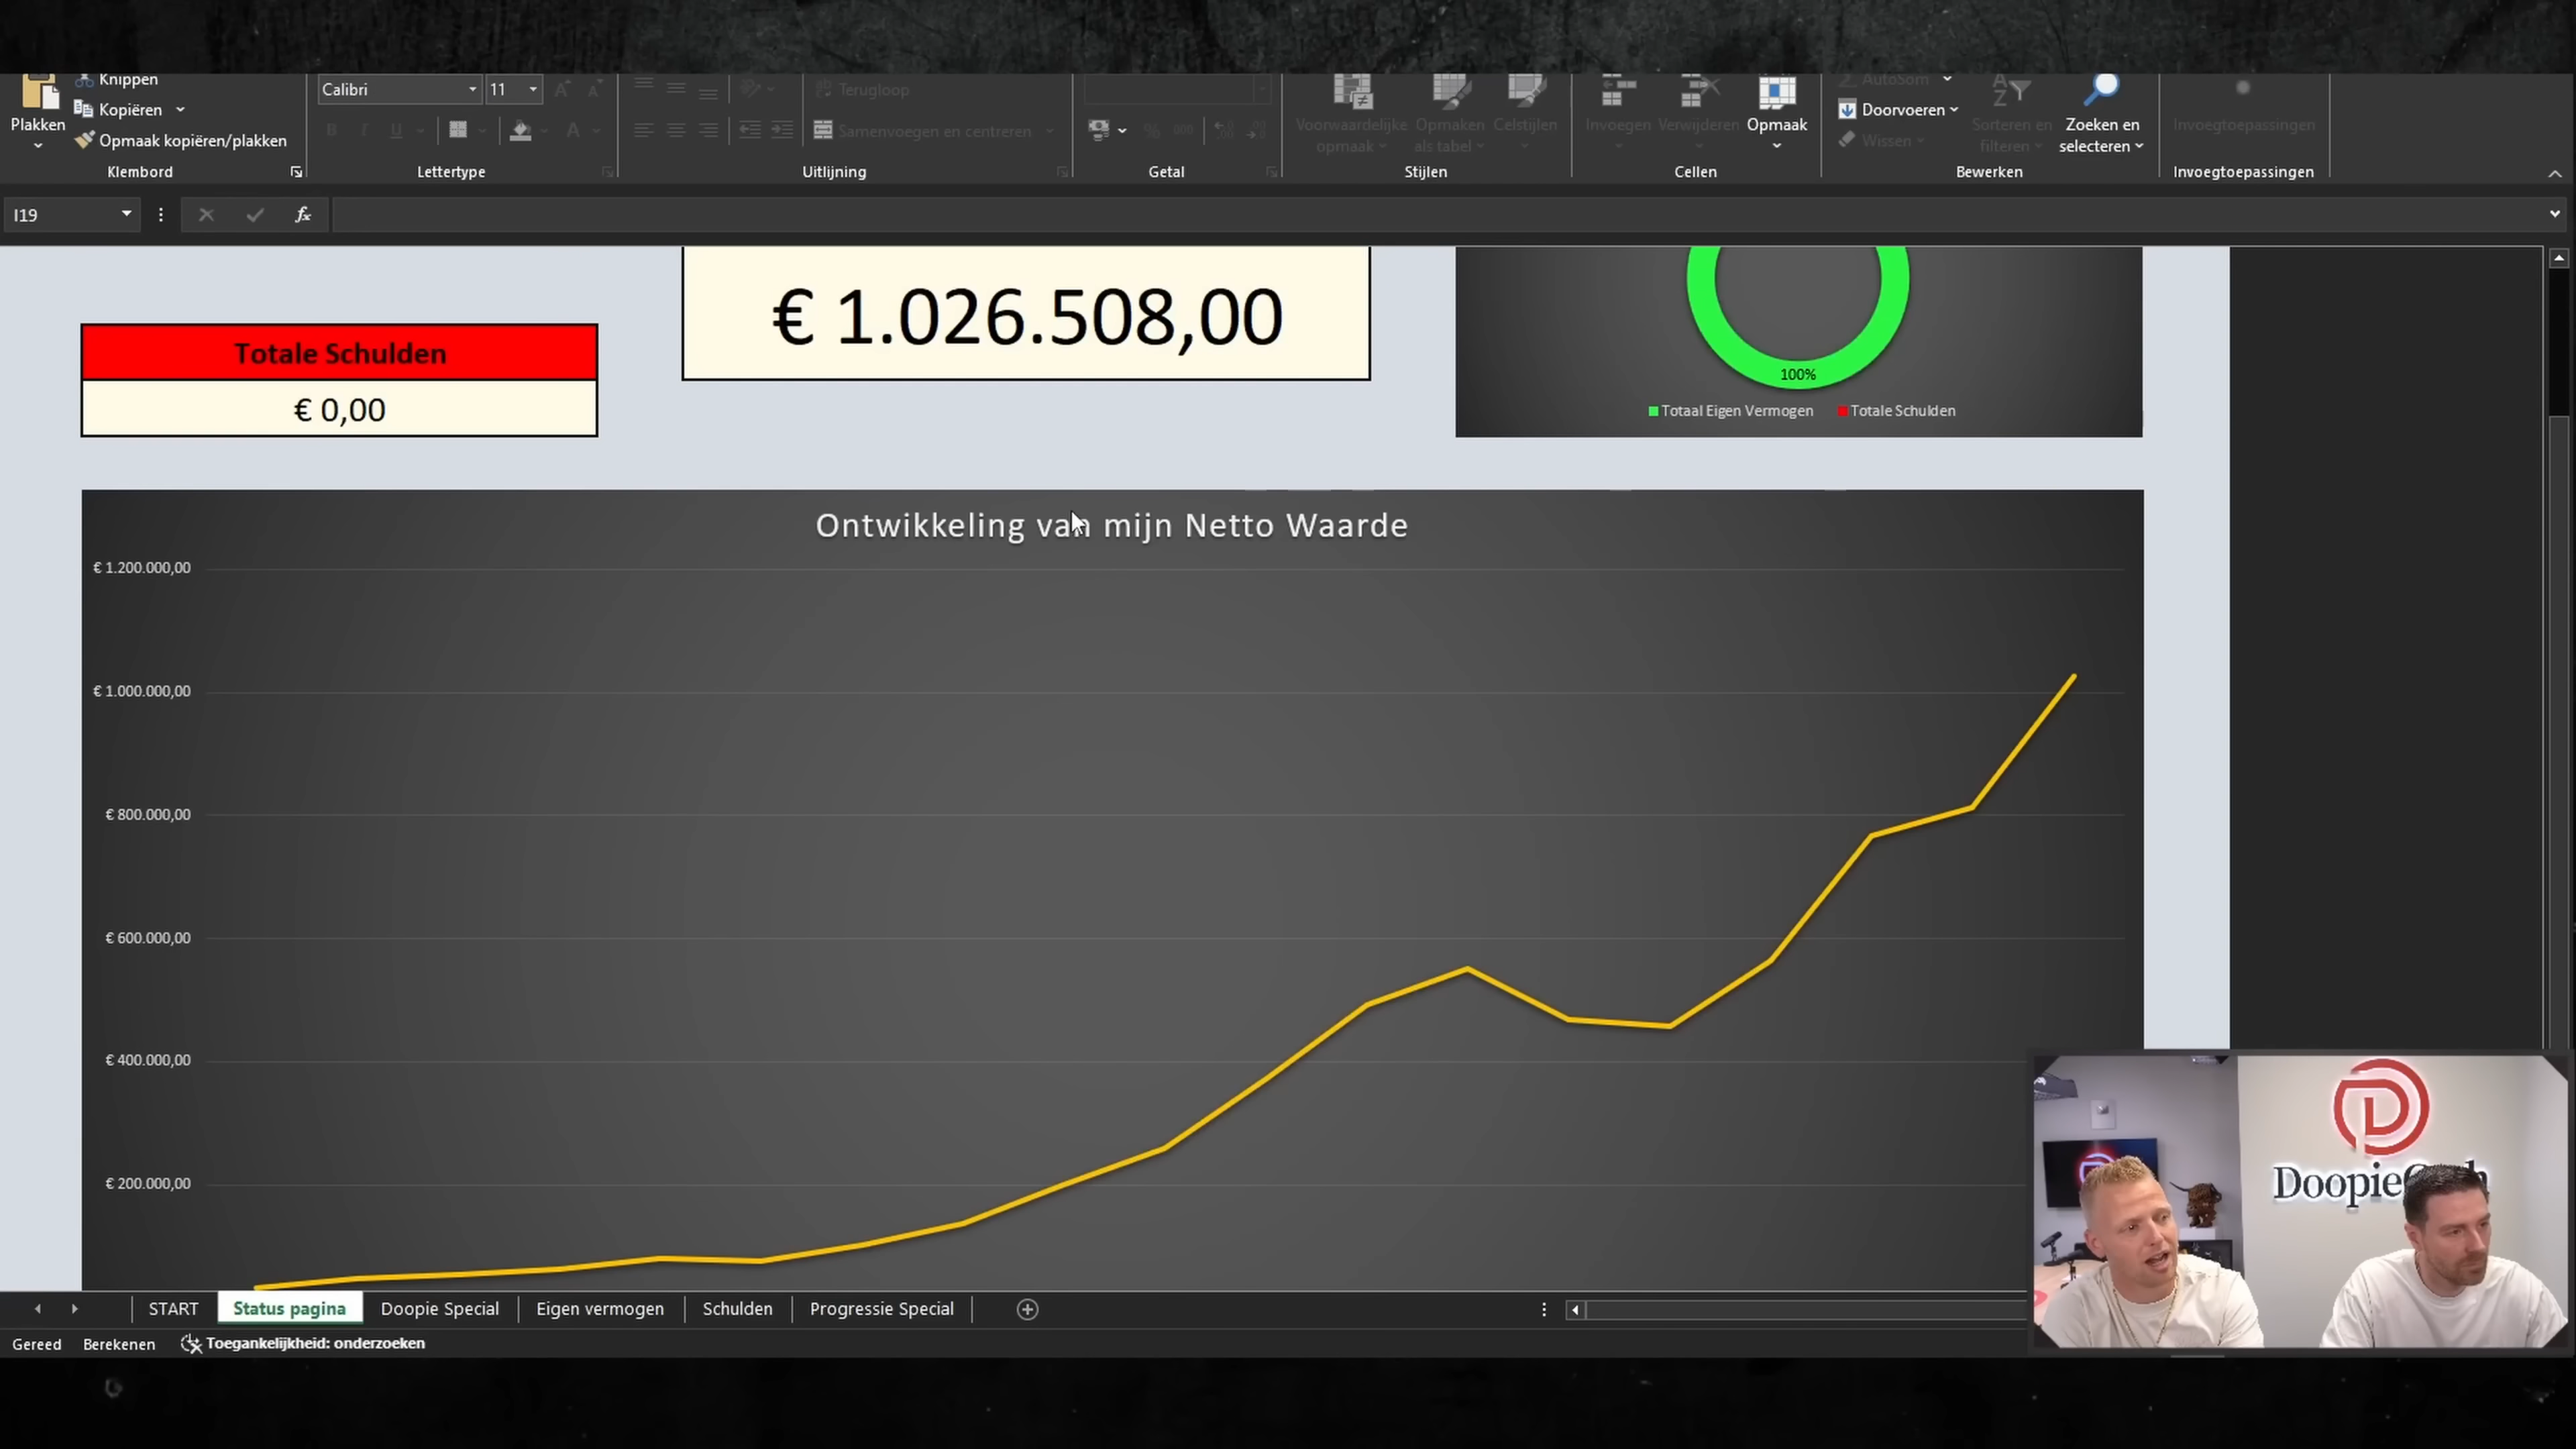 Knippen
Kopiëren
Plakken
Opmaak kopiëren/plakken
Klembord
Calibri
11
Lettertype
Terugloop
Samenvoegen en centreren
Uitlijning
Getal
Voorwaardelijke opmaak
Opmaken als tabel
Celstijlen
Stijlen
Invoegen
Verwijderen
Opmaak
Cellen
AutoSom
Doorvoeren
Wissen
Sorteren en filteren
Zoeken en selecteren
Bewerken
Invoegtoepassingen
Invoegtoepassingen
I19
fx
€ 1.026.508,00
Totale Schulden
€ 0,00
100%
Totaal Eigen Vermogen
Totale Schulden
Ontwikkeling van mijn Netto Waarde
€ 1.200.000,00
€ 1.000.000,00
€ 800.000,00
€ 600.000,00
€ 400.000,00
€ 200.000,00
START
Status pagina
Doopie Special
Eigen vermogen
Schulden
Progressie Special
Gereed
Berekenen
Toegankelijkheid: onderzoeken